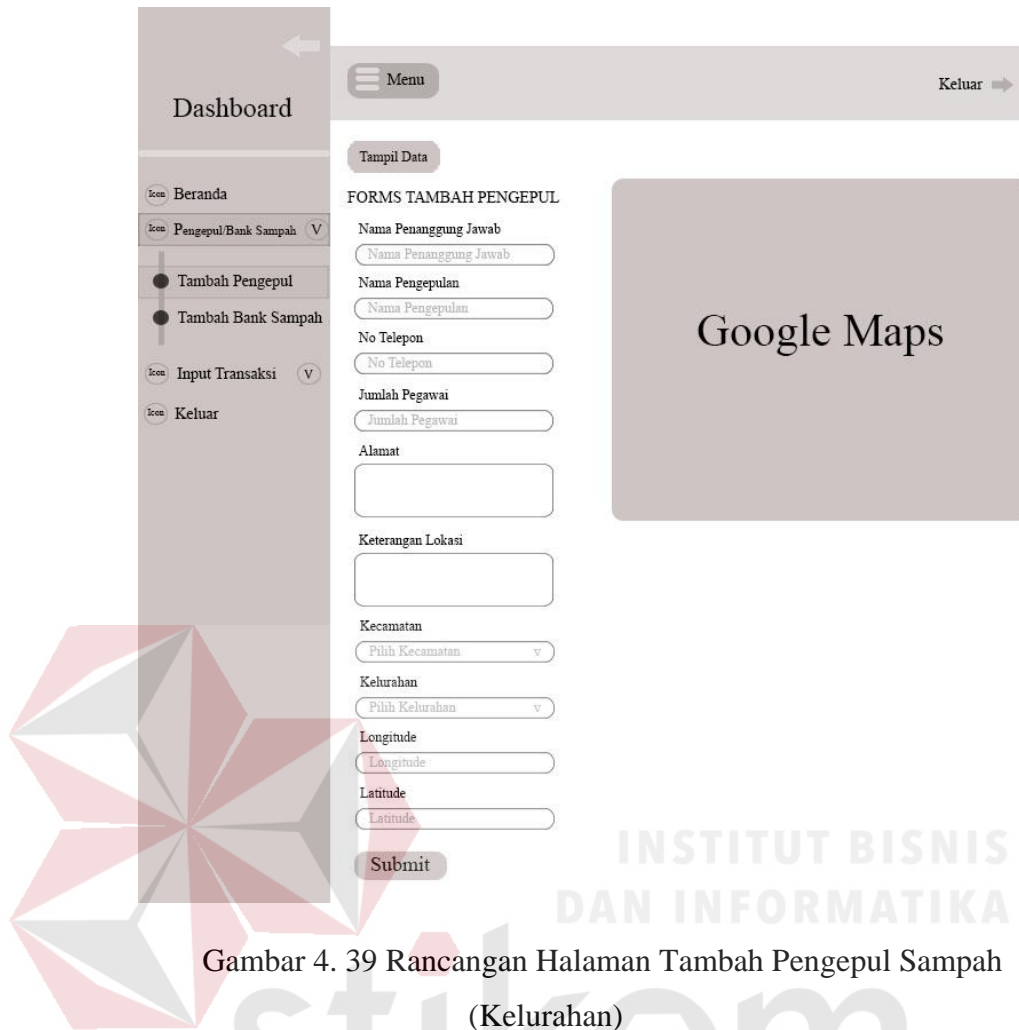 Dashboard
Icon Beranda
Icon Pengepul/Bank Sampah V
Tambah Pengepul
Tambah Bank Sampah
Icon Input Transaksi V
Icon Keluar
Menu
Keluar
Tampil Data
FORMS TAMBAH PENGEPUL
Nama Penanggung Jawab
Nama Penanggung Jawab
Nama Pengepulan
Nama Pengepulan
No Telepon
No Telepon
Jumlah Pegawai
Jumlah Pegawai
Alamat
Keterangan Lokasi
Kecamatan
Pilih Kecamatan v
Kelurahan
Pilih Kelurahan v
Longitude
Longitude
Latitude
Latitude
Submit
Google Maps
INSTITUT BISNIS
DAN INFORMATIKA
Gambar 4. 39 Rancangan Halaman Tambah Pengepul Sampah
(Kelurahan)
stikom